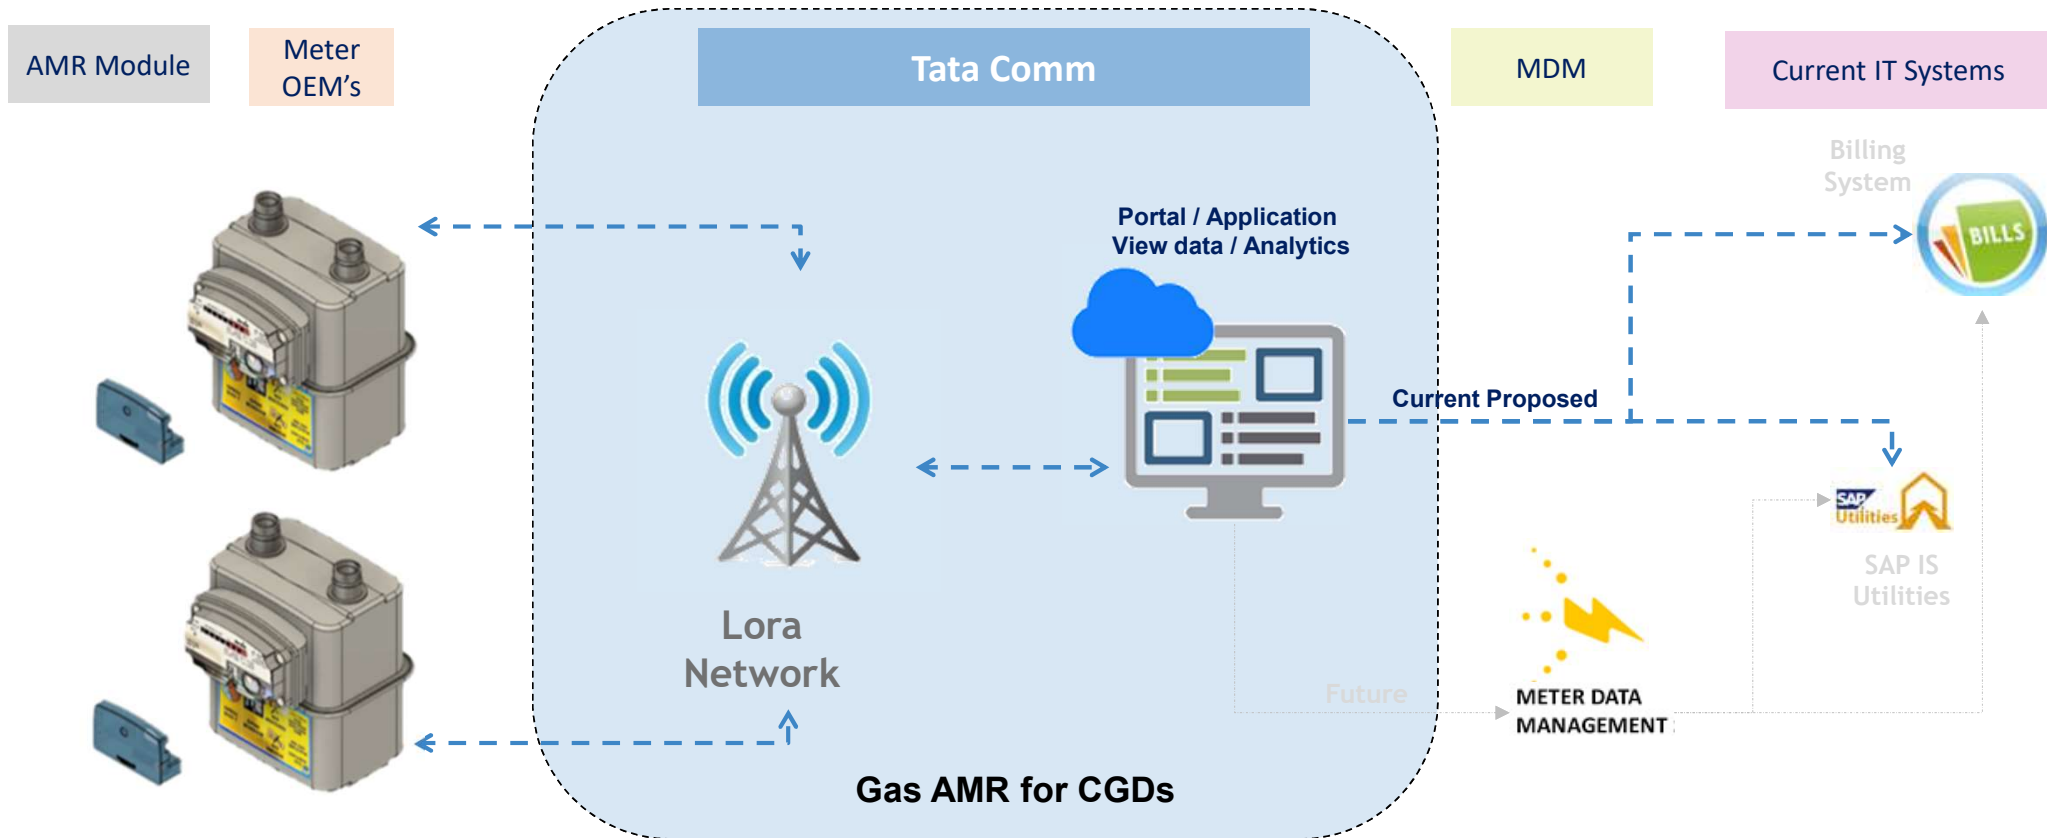 AMR Module
Meter
OEM's
Tata Comm
MDM
Current IT Systems
Billing
System
BILLS
Portal / Application
View data / Analytics
Current Proposed
SAP
Utilities
SAP IS
Utilities
Lora
Network
Future
METER DATA
MANAGEMENT
Gas AMR for CGDs